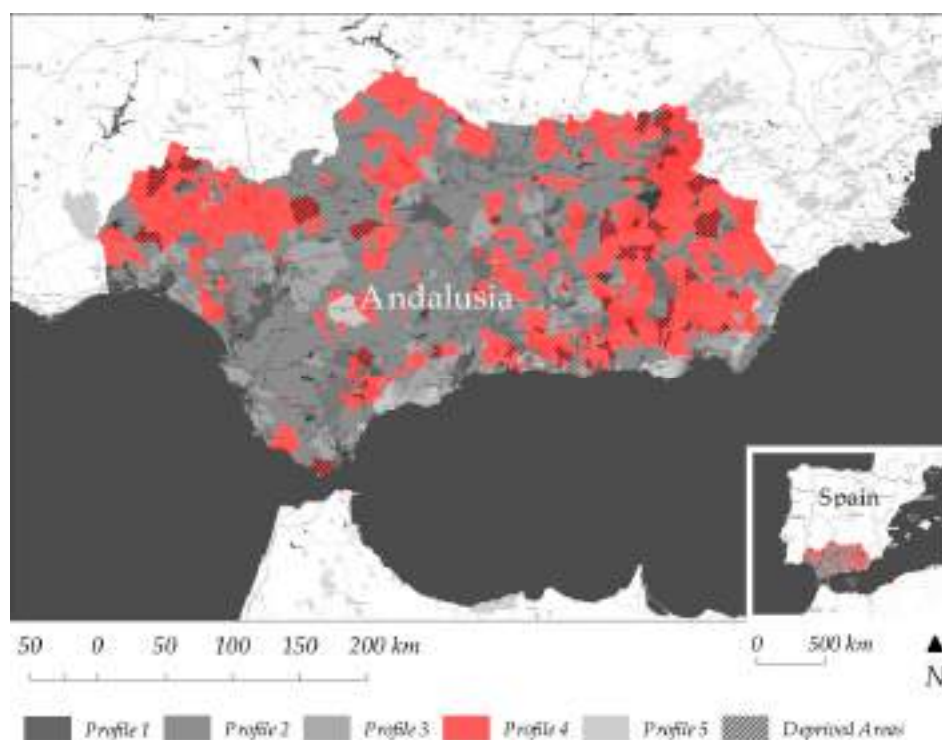 Andalusia
Spain
50 0 50 100 150 200 km
0 500 km
N
Profile 1 Profile 2 Profile 3 Profile 4 Profile 5 Deprived Areas